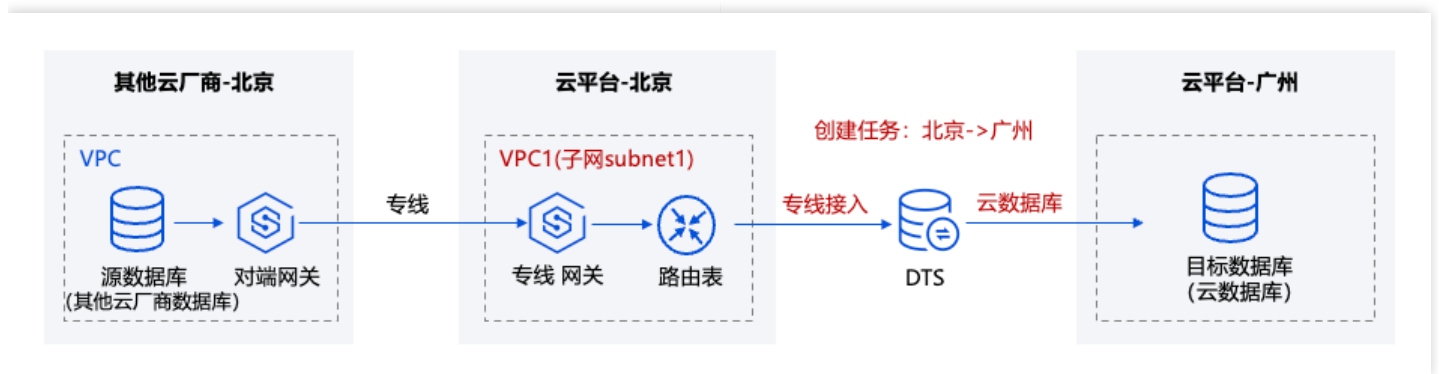 其他云厂商-北京
云平台-北京
云平台-广州
创建任务：北京->广州
VPC
VPC1(子网subnet1)
专线
专线接入
云数据库
源数据库
(其他云厂商数据库)
对端网关
专线 网关
路由表
DTS
目标数据库
(云数据库)